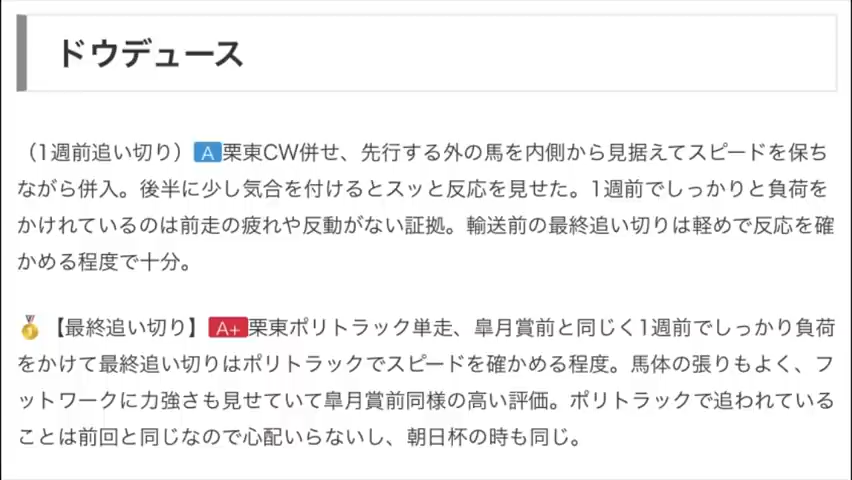 ドウデュース
（1週前追い切り）A栗東CW併せ、先行する外の馬を内側から見据えてスピードを保ち
ながら併入。後半に少し気合を付けるとスッと反応を見せた。1週前でしっかりと負荷を
かけれているのは前走の疲れや反動がない証拠。輸送前の最終追い切りは軽めで反応を確
かめる程度で十分。
【最終追い切り】A+栗東ポリトラック単走、皐月賞前と同じく1週前でしっかり負荷
をかけて最終追い切りはポリトラックでスピードを確かめる程度。馬体の張りもよく、フ
ットワークに力強さも見せていて皐月賞前同様の高い評価。ポリトラックで追われている
ことは前回と同じなので心配いらないし、朝日杯の時も同じ。